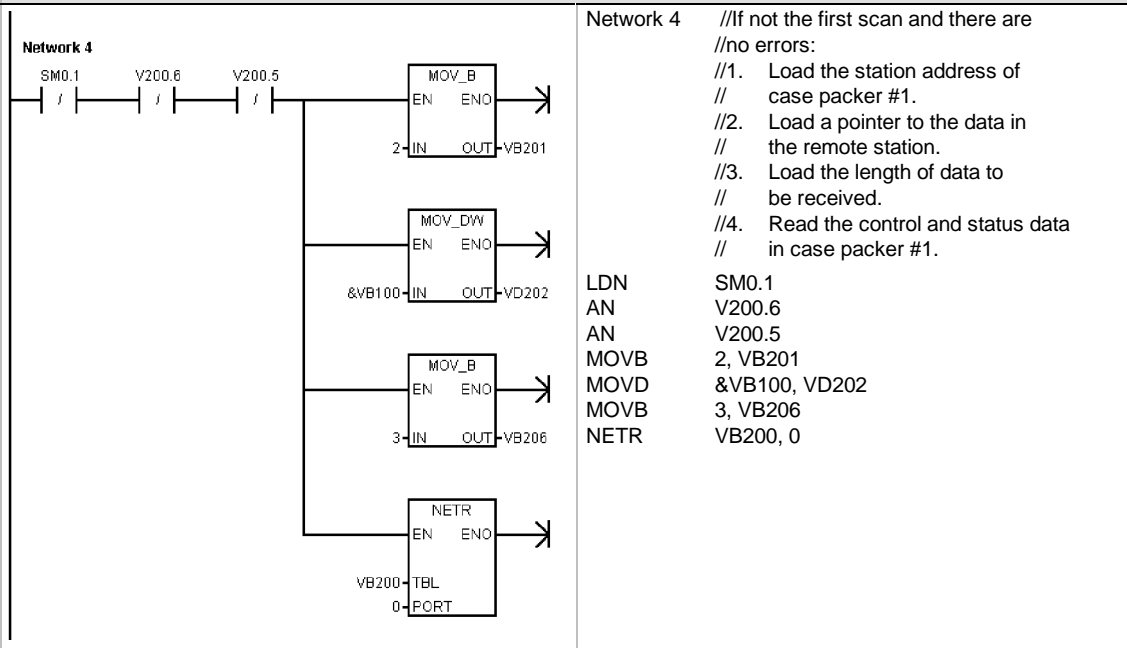 Network 4
SM0.1 V200.6 V200.5
/ / /
MOV_B
EN ENO
2 IN OUT VB201
MOV_DW
EN ENO
&VB100 IN OUT VD202
MOV_B
EN ENO
3 IN OUT VB206
NETR
EN ENO
VB200 TBL
0 PORT
Network 4 //If not the first scan and there are
//no errors:
//1. Load the station address of
// case packer #1.
//2. Load a pointer to the data in
// the remote station.
//3. Load the length of data to
// be received.
//4. Read the control and status data
// in case packer #1.
LDN SM0.1
AN V200.6
AN V200.5
MOVB 2, VB201
MOVD &VB100, VD202
MOVB 3, VB206
NETR VB200, 0